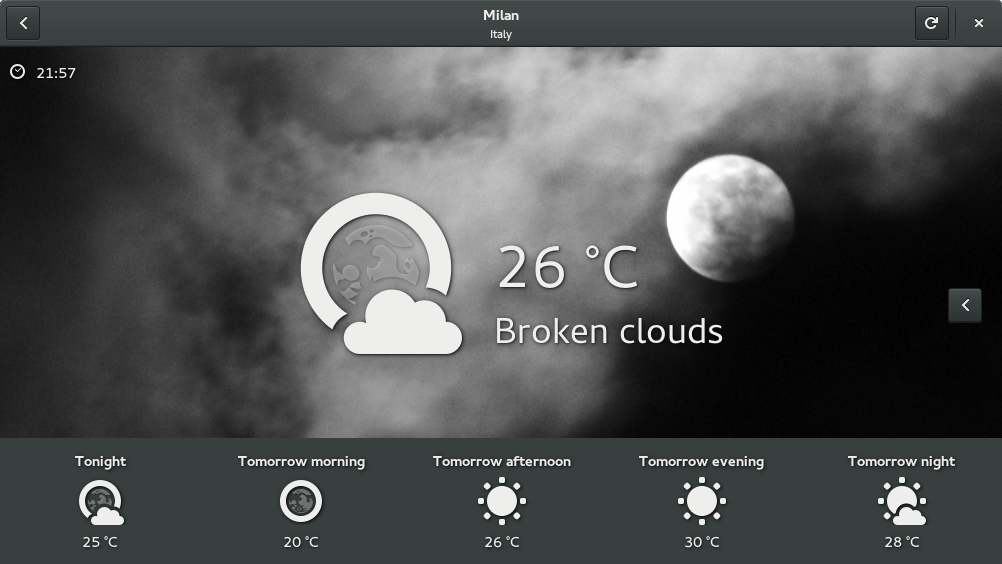 Milan
Italy
21:57
26 °C
Broken clouds
Tonight
Tomorrow morning
Tomorrow afternoon
Tomorrow evening
Tomorrow night
25 °C
20 °C
26 °C
30 °C
28 °C